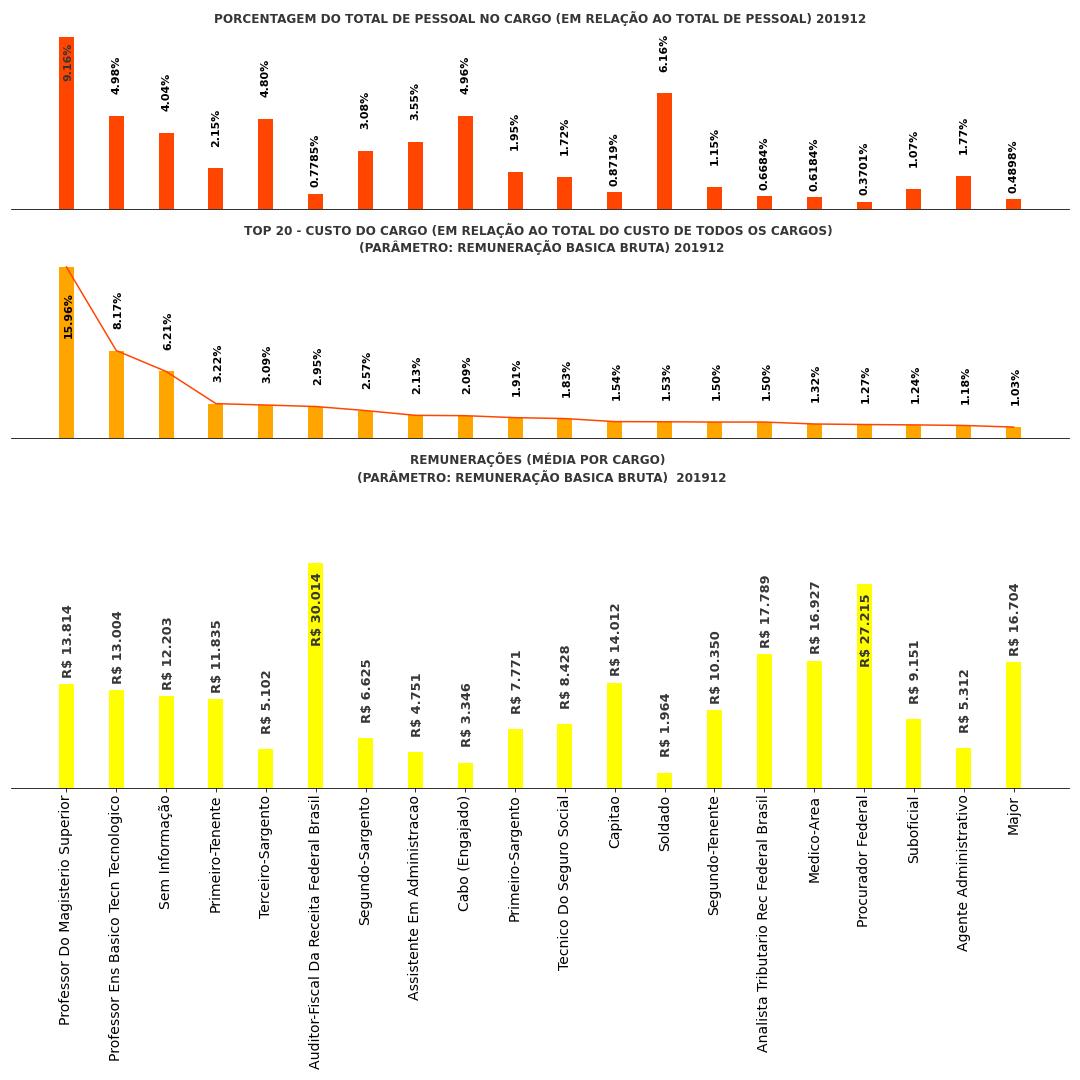 PORCENTAGEM DO TOTAL DE PESSOAL NO CARGO (EM RELAÇÃO AO TOTAL DE PESSOAL) 201912
9.16%
4.98%
4.04%
2.15%
4.80%
0.7785%
3.08%
3.55%
4.96%
1.95%
1.72%
0.8719%
6.16%
1.15%
0.6684%
0.6184%
0.3701%
1.07%
1.77%
0.4898%
TOP 20 - CUSTO DO CARGO (EM RELAÇÃO AO TOTAL DO CUSTO DE TODOS OS CARGOS)
(PARÂMETRO: REMUNERAÇÃO BASICA BRUTA) 201912
15.96%
8.17%
6.21%
3.22%
3.09%
2.95%
2.57%
2.13%
2.09%
1.91%
1.83%
1.54%
1.53%
1.50%
1.50%
1.32%
1.27%
1.24%
1.18%
1.03%
REMUNERAÇÕES (MÉDIA POR CARGO)
(PARÂMETRO: REMUNERAÇÃO BASICA BRUTA)  201912
R$ 13.814
R$ 13.004
R$ 12.203
R$ 11.835
R$ 5.102
R$ 30.014
R$ 6.625
R$ 4.751
R$ 3.346
R$ 7.771
R$ 8.428
R$ 14.012
R$ 1.964
R$ 10.350
R$ 17.789
R$ 16.927
R$ 27.215
R$ 9.151
R$ 5.312
R$ 16.704
Professor Do Magisterio Superior
Professor Ens Basico Tecn Tecnologico
Sem Informação
Primeiro-Tenente
Terceiro-Sargento
Auditor-Fiscal Da Receita Federal Brasil
Segundo-Sargento
Assistente Em Administracao
Cabo (Engajado)
Primeiro-Sargento
Tecnico Do Seguro Social
Capitao
Soldado
Segundo-Tenente
Analista Tributario Rec Federal Brasil
Medico-Area
Procurador Federal
Suboficial
Agente Administrativo
Major